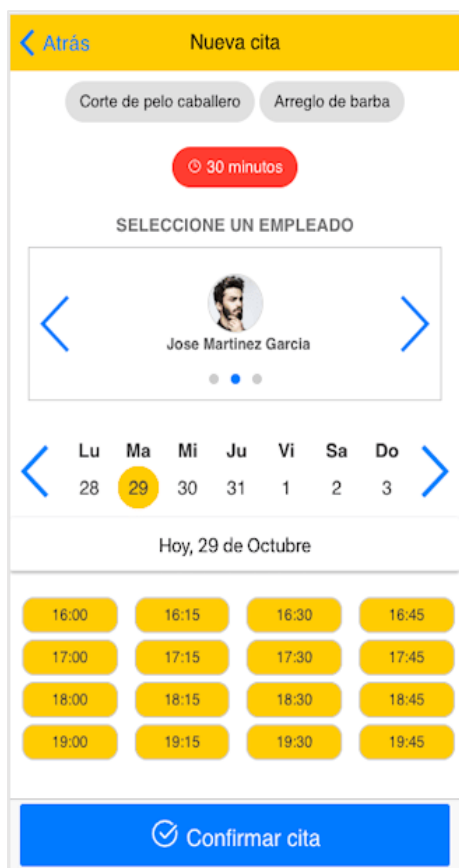 Atrás Nueva cita
Corte de pelo caballero Arreglo de barba
30 minutos
SELECCIONE UN EMPLEADO
Jose Martinez Garcia
Lu Ma Mi Ju Vi Sa Do
28 29 30 31 1 2 3
Hoy, 29 de Octubre
16:00 16:15 16:30 16:45
17:00 17:15 17:30 17:45
18:00 18:15 18:30 18:45
19:00 19:15 19:30 19:45
Confirmar cita